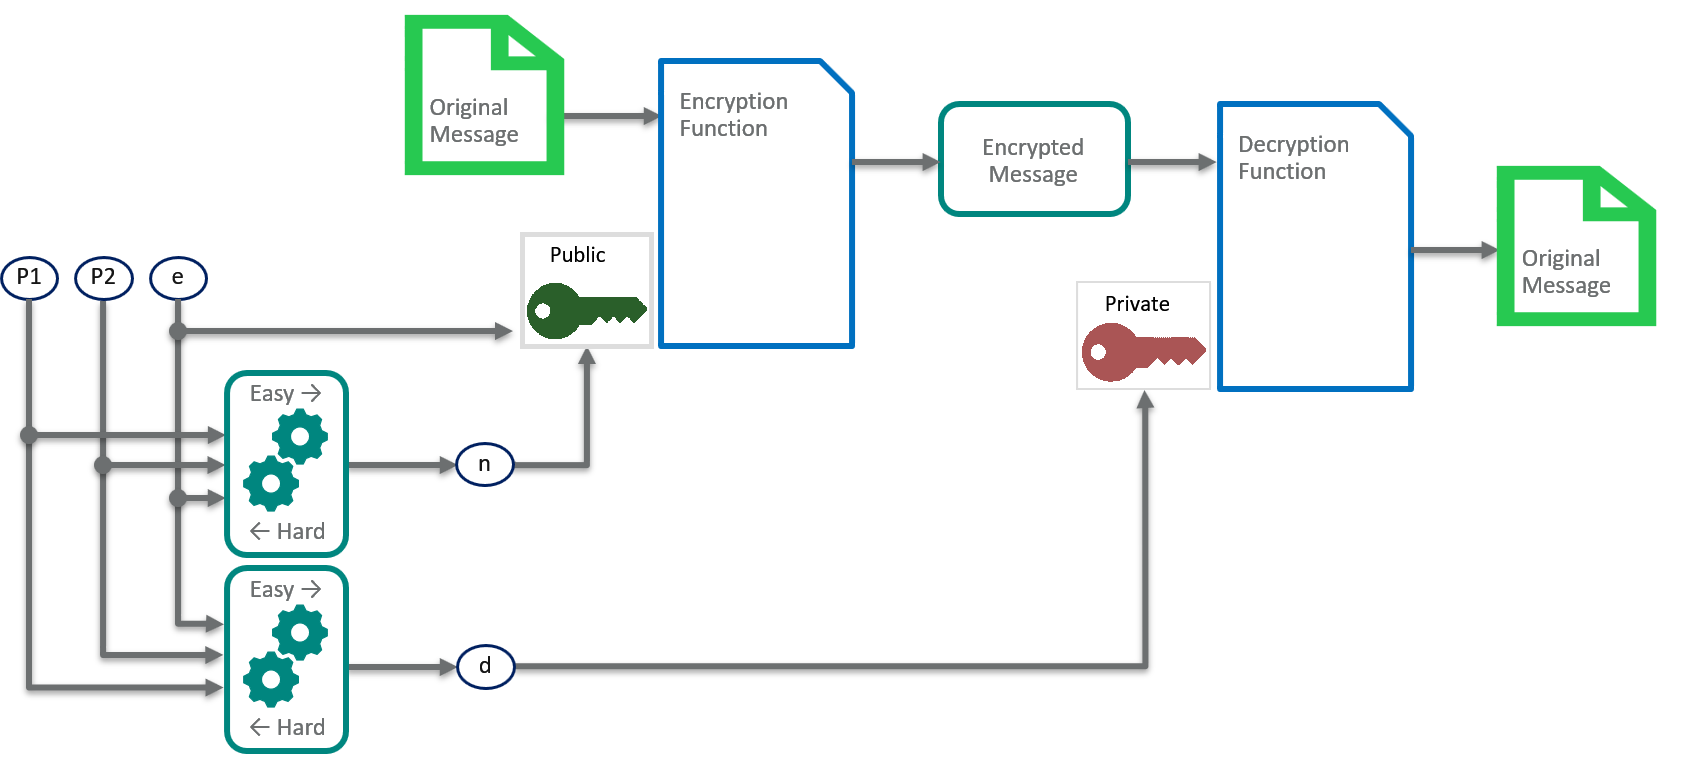 Original
Message
Encryption
Function
Encrypted
Message
Decryption
Function
Original
Message
Public
Private
P1
P2
e
Easy →
← Hard
n
Easy →
← Hard
d